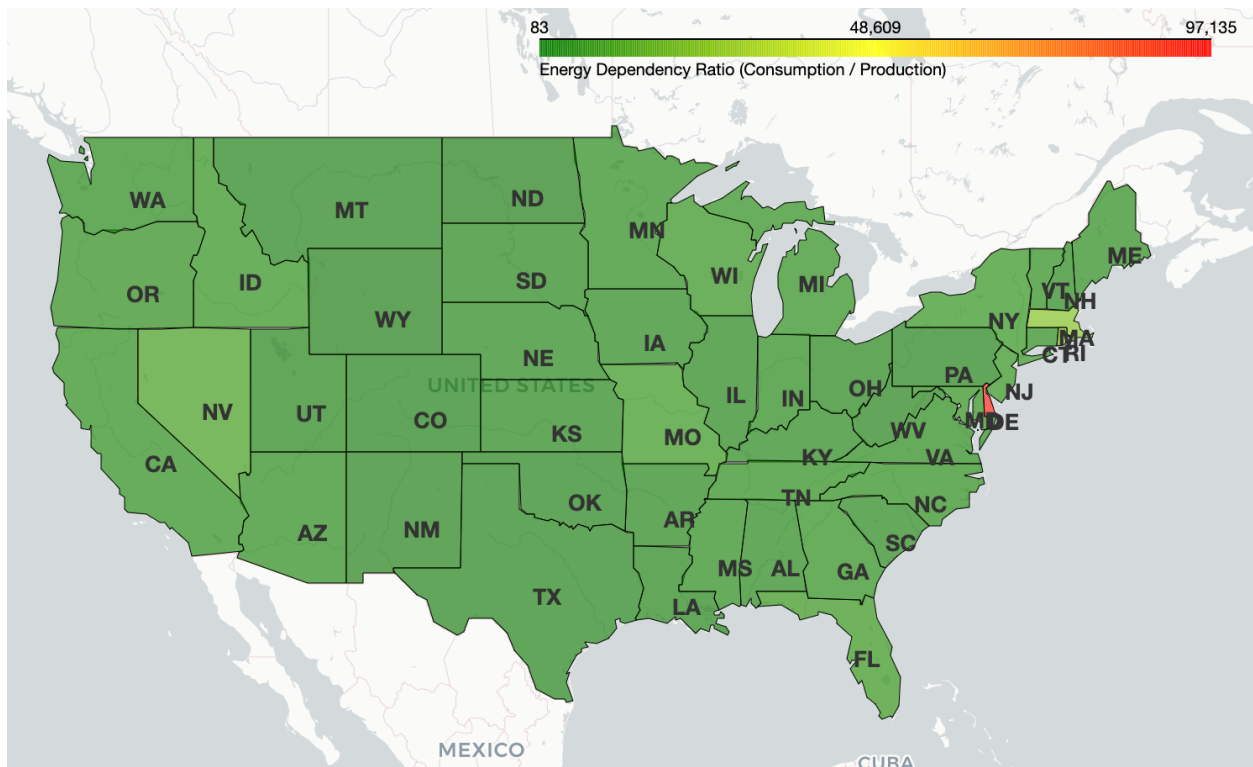 83 48,609 97,135
Energy Dependency Ratio (Consumption / Production)
WA
MT
ND
MN
OR
ID
SD
WI
MI
ME
WY
VT
NH
NY
MA
IA
NE
CT
RI
UNITED STATES
PA
NV
UT
CO
IL
IN
OH
NJ
KS
MO
MD
DE
WV
CA
KY
VA
OK
TN
NC
AZ
NM
AR
SC
MS
AL
GA
TX
LA
FL
MEXICO
CUBA